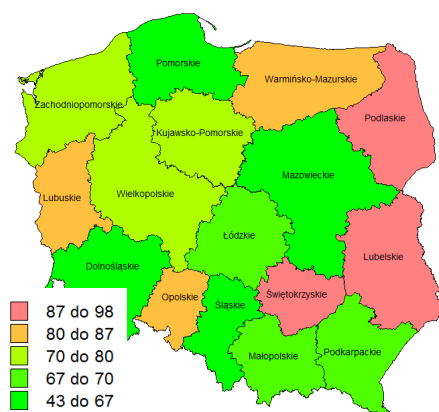 Pomorskie
Warmińsko-Mazurskie
Zachodniopomorskie
Podlaskie
Kujawsko-Pomorskie
Mazowieckie
Lubuskie
Wielkopolskie
Łódzkie
Lubelskie
Dolnośląskie
Opolskie
Świętokrzyskie
Śląskie
Małopolskie
Podkarpackie
87 do 98
80 do 87
70 do 80
67 do 70
43 do 67